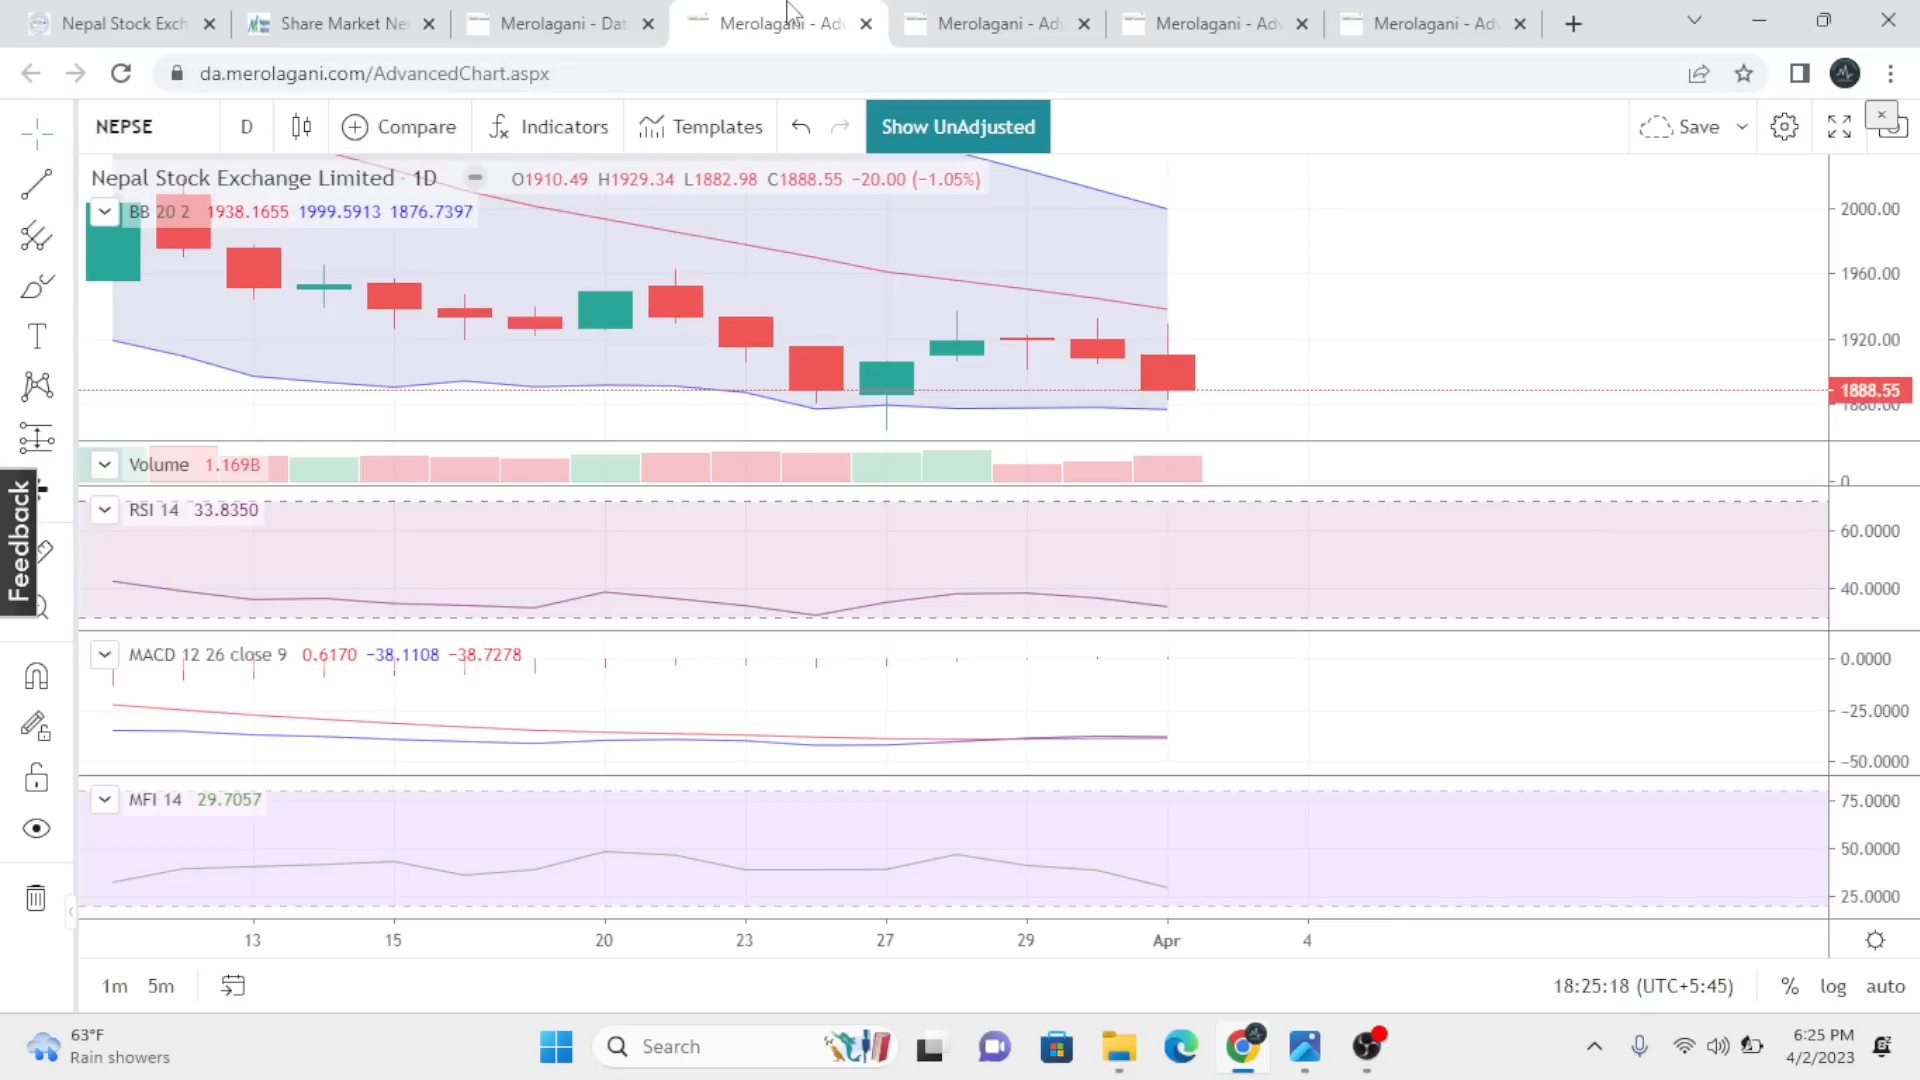 Nepal Stock Exch
Share Market Ne
Merolagani - Dat
Merolagani - Ad
Merolagani - Ad
Merolagani - Ad
Merolagani - Ad
da.merolagani.com/AdvancedChart.aspx
NEPSE D Compare Indicators Templates Show UnAdjusted Save
Nepal Stock Exchange Limited · 1D O1910.49 H1929.34 L1882.98 C1888.55 −20.00 (−1.05%)
BB 20 2 1938.1655 1999.5913 1876.7397
2000.00
1960.00
1920.00
1888.55
1880.00
Volume 1.169B
0
RSI 14 33.8350
60.0000
40.0000
Feedback
MACD 12 26 close 9 0.6170 −38.1108 −38.7278
0.0000
−25.0000
−50.0000
MFI 14 29.7057
75.0000
50.0000
25.0000
13 15 20 23 27 29 Apr 4
1m 5m 18:25:18 (UTC+5:45) % log auto
63°F
Rain showers
Search
6:25 PM
4/2/2023